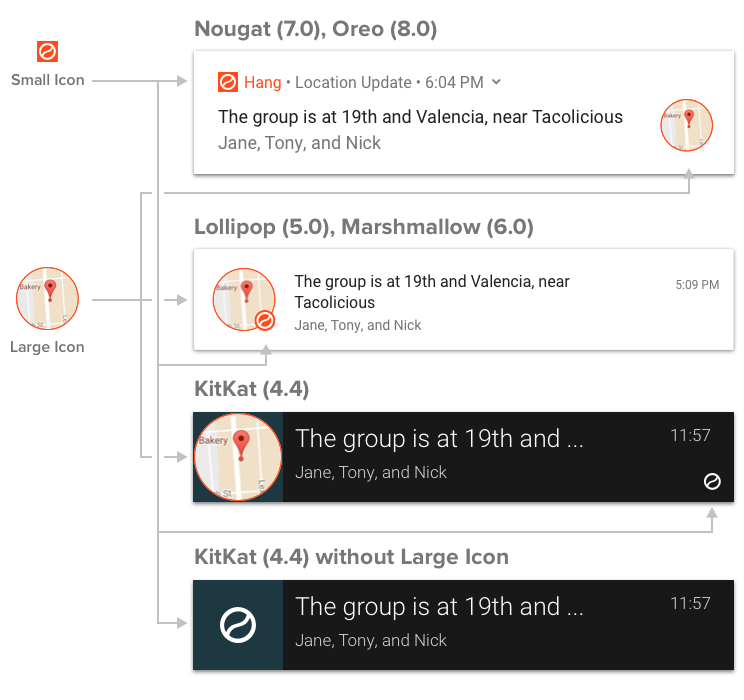 Nougat (7.0), Oreo (8.0)
Small Icon
Hang • Location Update • 6:04 PM
The group is at 19th and Valencia, near Tacolicious
Jane, Tony, and Nick
Bakery
Lollipop (5.0), Marshmallow (6.0)
Bakery
St
Le
Large Icon
Bakery
The group is at 19th and Valencia, near
Tacolicious
5:09 PM
Jane, Tony, and Nick
KitKat (4.4)
Bakery
St
Le
The group is at 19th and ...
11:57
Jane, Tony, and Nick
KitKat (4.4) without Large Icon
The group is at 19th and ...
11:57
Jane, Tony, and Nick